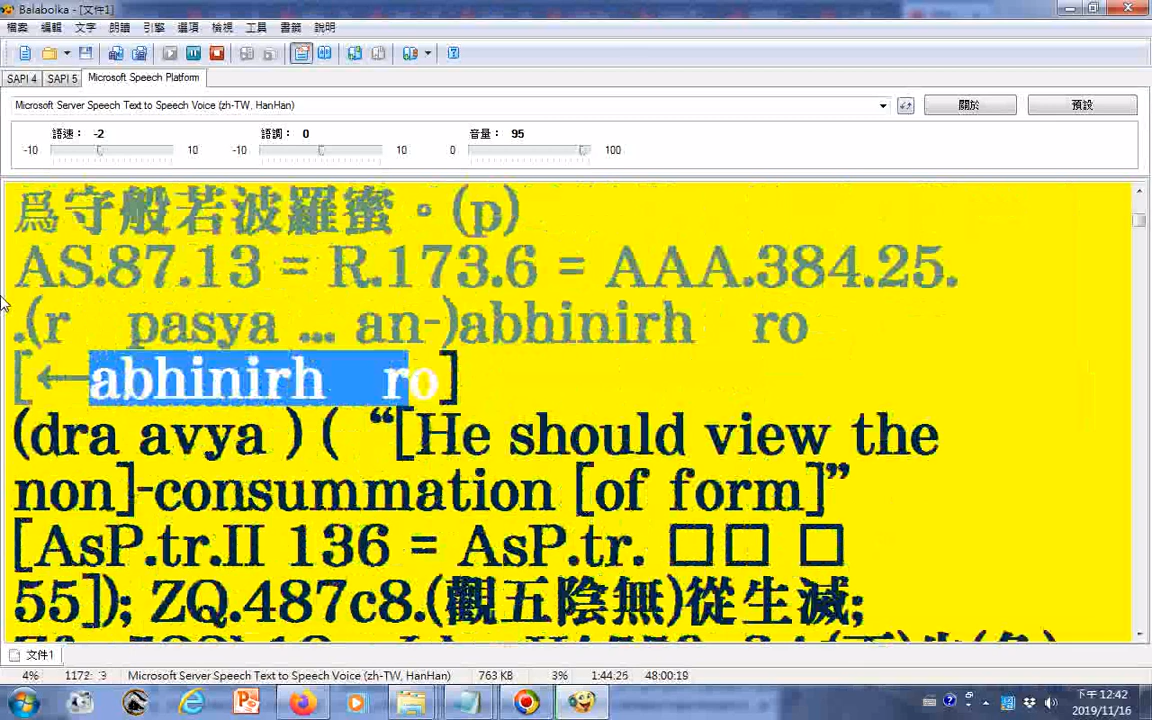 Balabolka - [文件1]
檔案 編輯 文字 朗讀 引擎 選項 檢視 工具 書籤 說明
SAPI 4 SAPI 5 Microsoft Speech Platform
Microsoft Server Speech Text to Speech Voice (zh-TW, HanHan) 關於 預設
語速： -2 語調： 0 音量： 95
-10 10 -10 10 0 100
爲守般若波羅蜜。(p)
AS.87.13 = R.173.6 = AAA.384.25.
.(r pasya ... an-)abhinirh ro
[←abhinirh ro]
(dra avya ) ( “[He should view the
non]-consummation [of form]”
[AsP.tr.II 136 = AsP.tr. □□ □
55]); ZQ.487c8.(觀五陰無)從生滅;
文件1
4% Microsoft Server Speech Text to Speech Voice (zh-TW, HanHan) 763 KB 3% 1:44:25 48:00:19
下午 12:42
2019/11/16